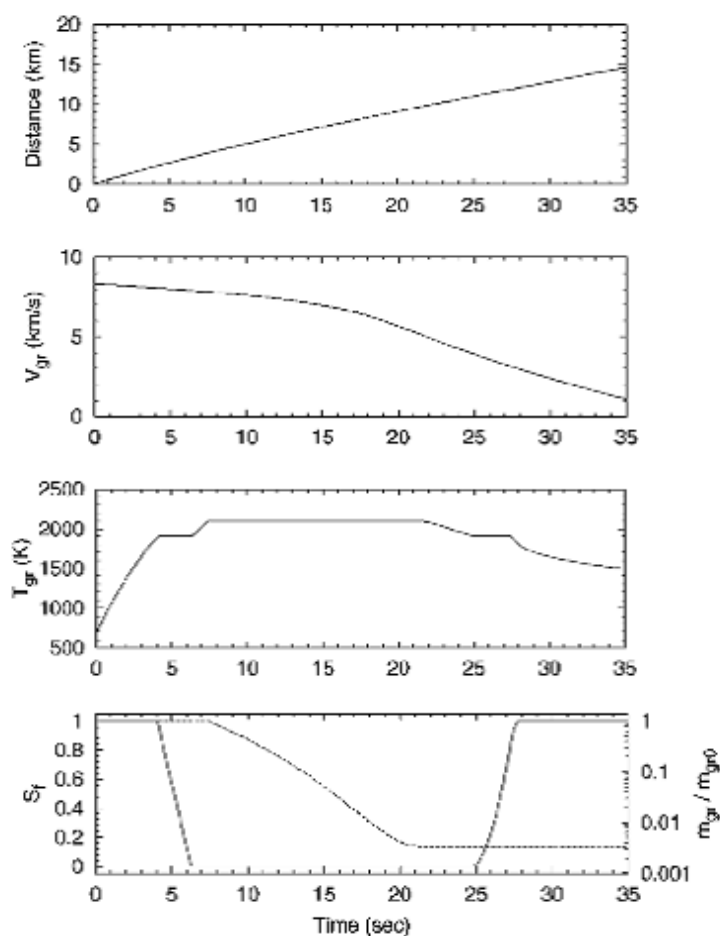 20
15
10
5
0
Distance (km)
0 5 10 15 20 25 30 35
10
5
0
V_gr (km/s)
0 5 10 15 20 25 30 35
2500
2000
1500
1000
500
T_gr (K)
0 5 10 15 20 25 30 35
1
0.8
0.6
0.4
0.2
0
S_f
1
0.1
0.01
0.001
m_gr / m_gr0
0 5 10 15 20 25 30 35
Time (sec)